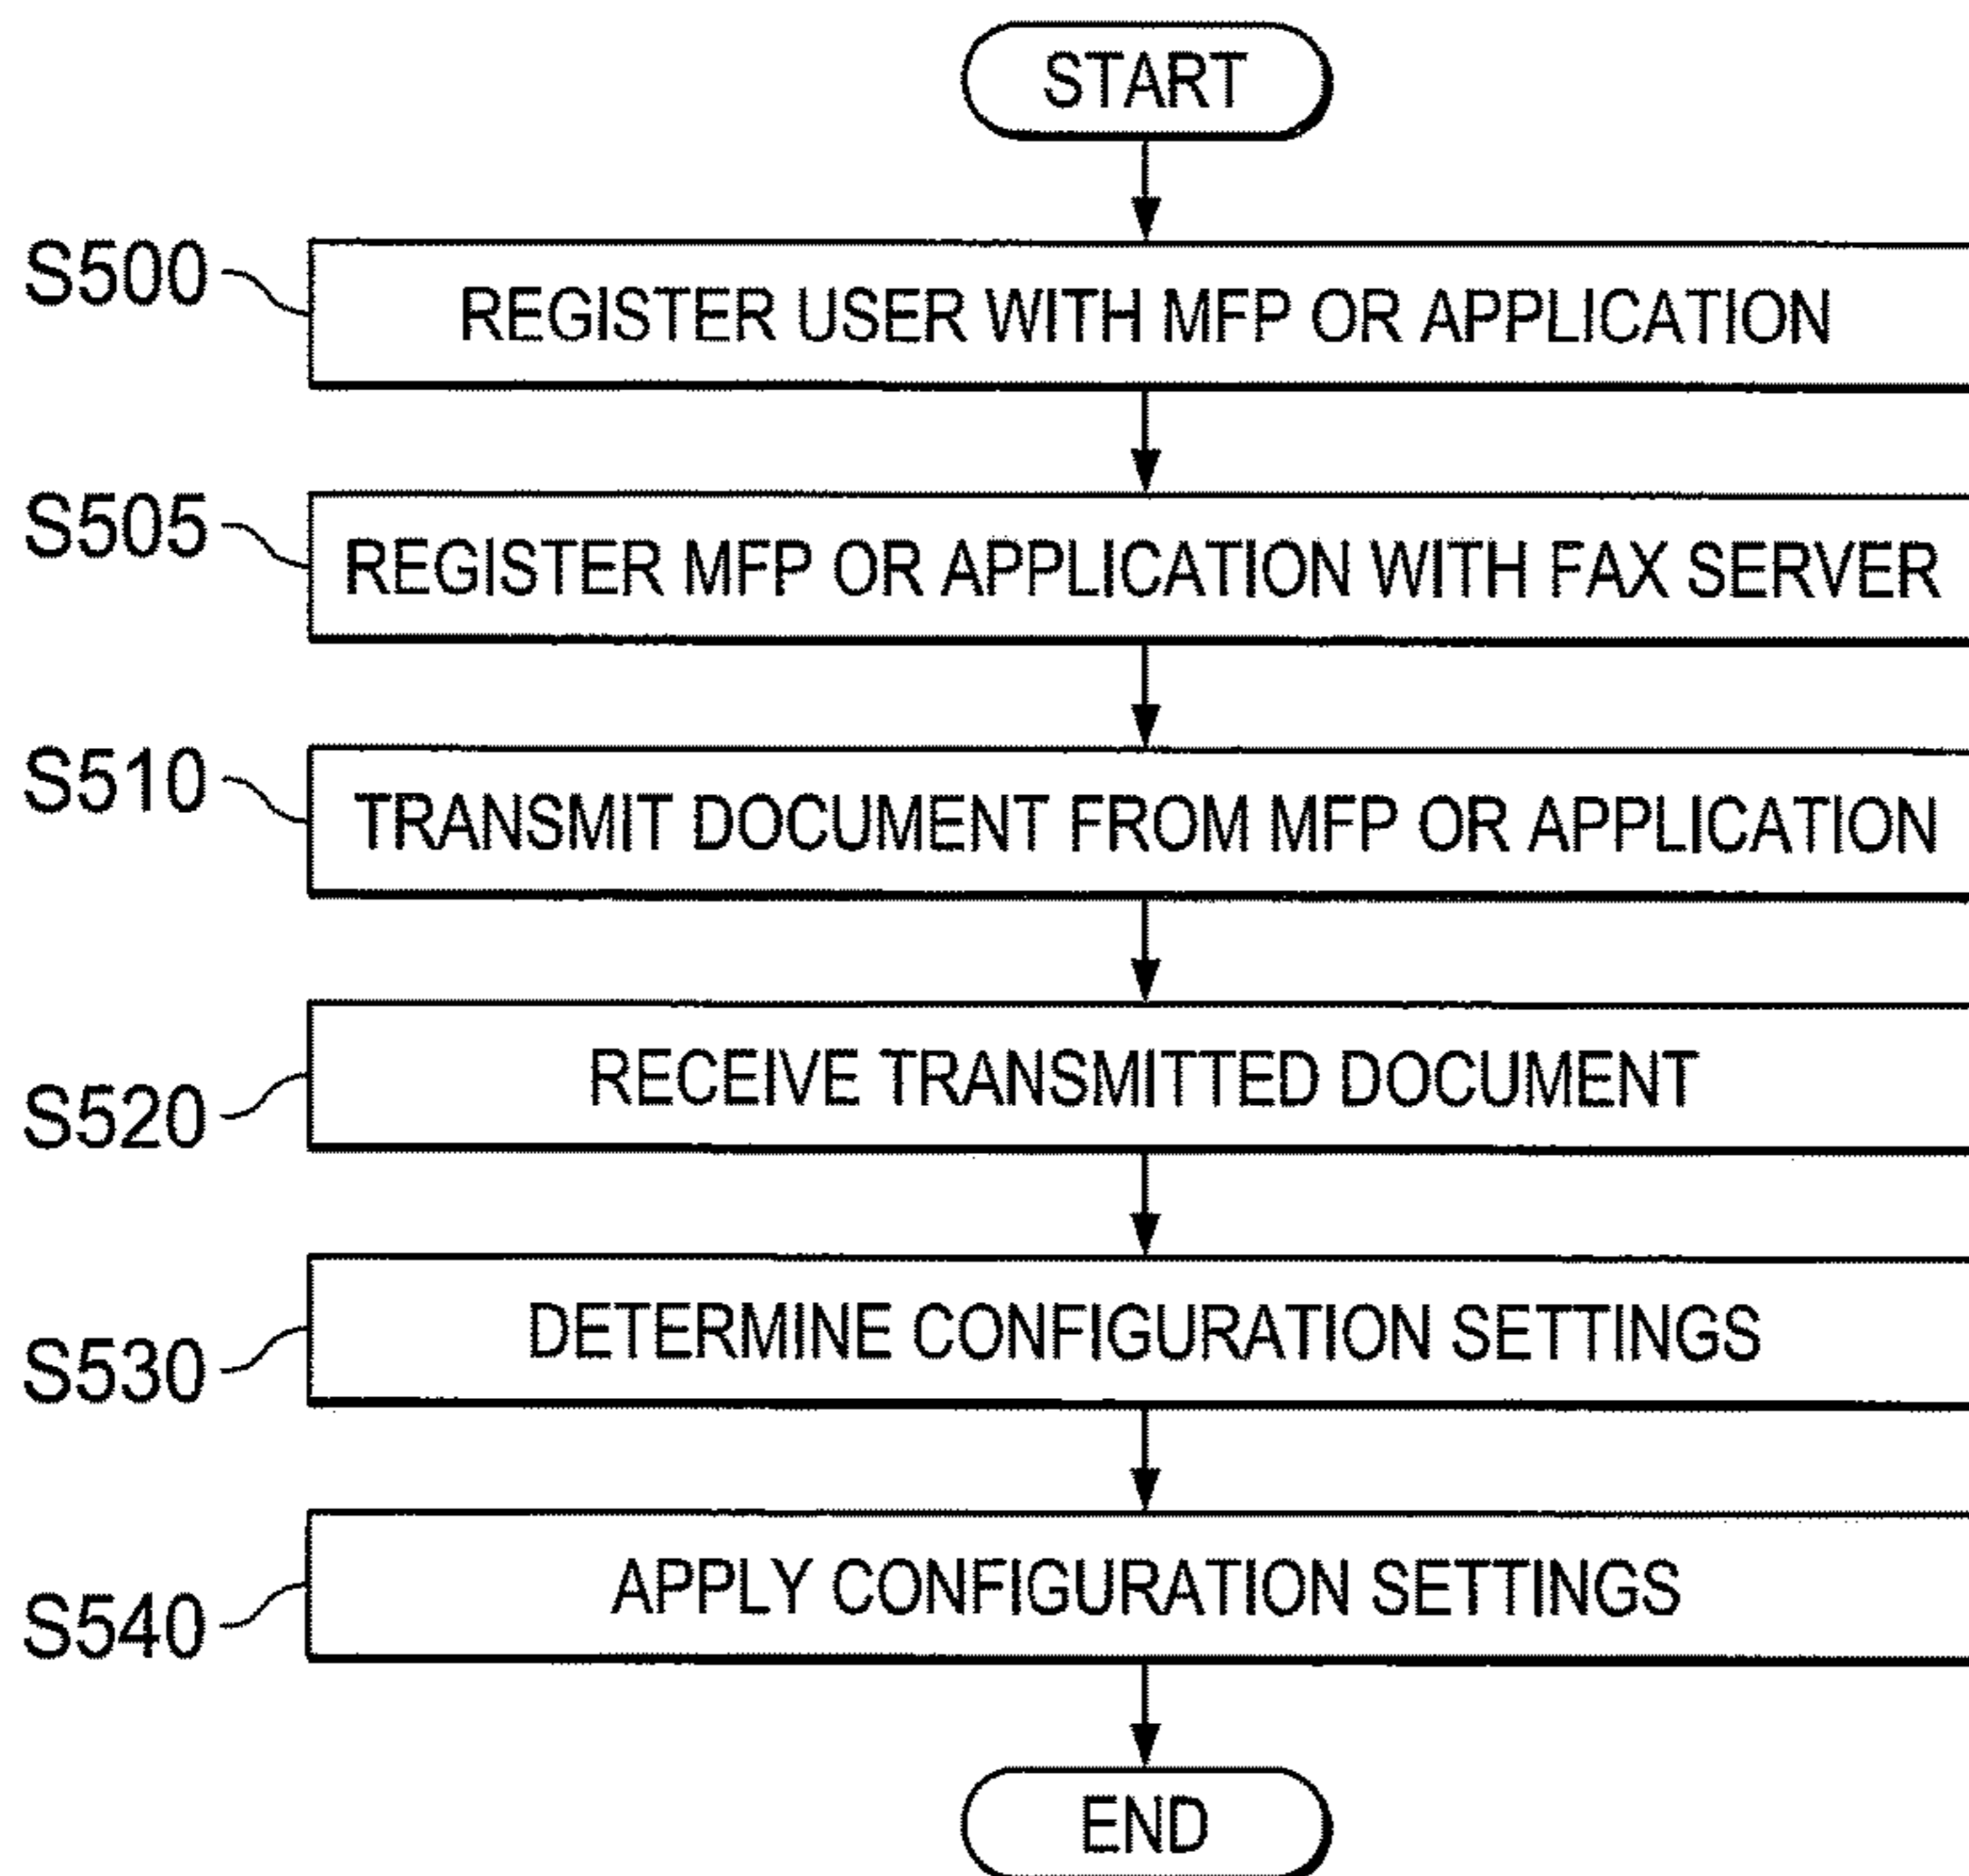 START
S500
REGISTER USER WITH MFP OR APPLICATION
S505
REGISTER MFP OR APPLICATION WITH FAX SERVER
S510
TRANSMIT DOCUMENT FROM MFP OR APPLICATION
S520
RECEIVE TRANSMITTED DOCUMENT
S530
DETERMINE CONFIGURATION SETTINGS
S540
APPLY CONFIGURATION SETTINGS
END